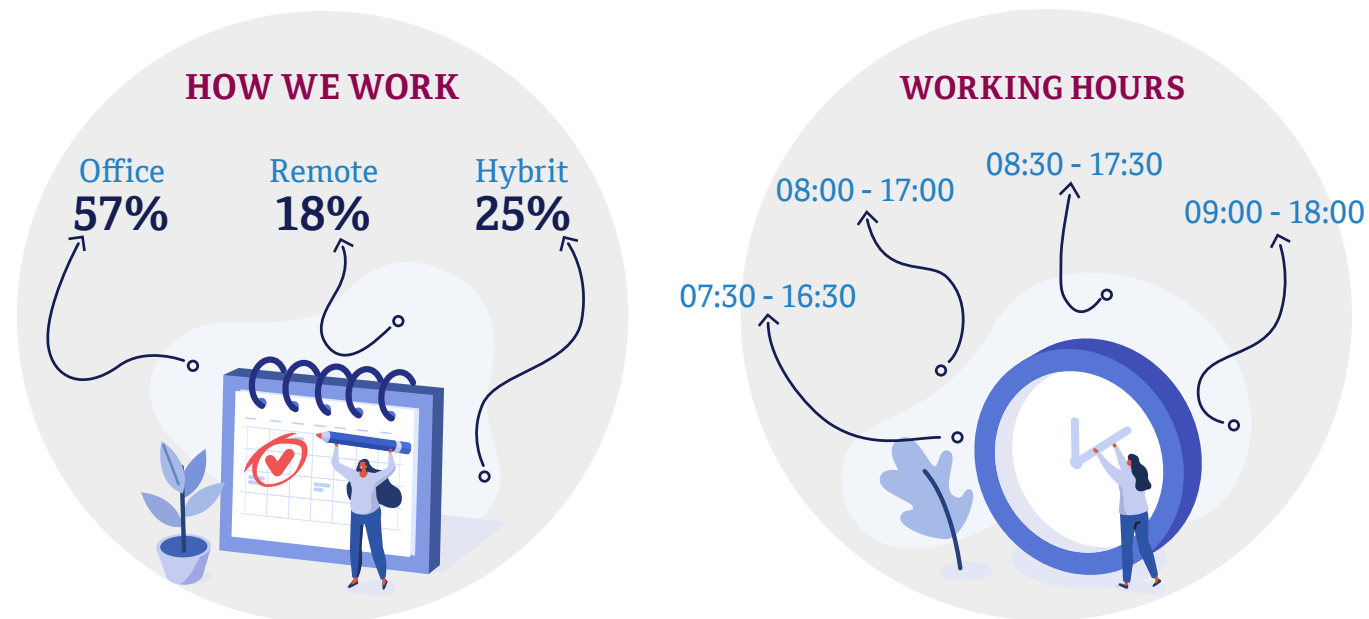 HOW WE WORK
Office
57%
Remote
18%
Hybrit
25%
WORKING HOURS
07:30 - 16:30
08:00 - 17:00
08:30 - 17:30
09:00 - 18:00